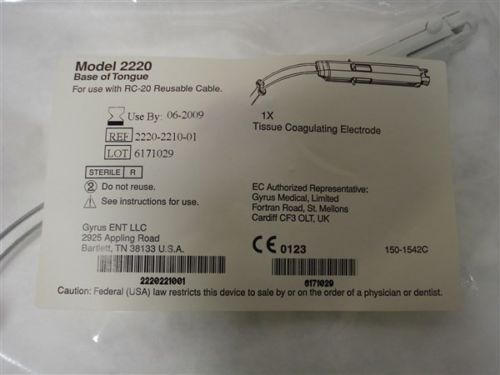 Model 2220
Base of Tongue
For use with RC-20 Reusable Cable.
Use By: 06-2009
REF 2220-2210-01
LOT 6171029
STERILE R
2 Do not reuse.
See instructions for use.
Gyrus ENT LLC
2925 Appling Road
Bartlett, TN 38133 U.S.A.
1X
Tissue Coagulating Electrode
EC Authorized Representative:
Gyrus Medical, Limited
Fortran Road, St. Mellons
Cardiff CF3 OLT, UK
CE 0123
150-1542C
2220221001
6171029
Caution: Federal (USA) law restricts this device to sale by or on the order of a physician or dentist.